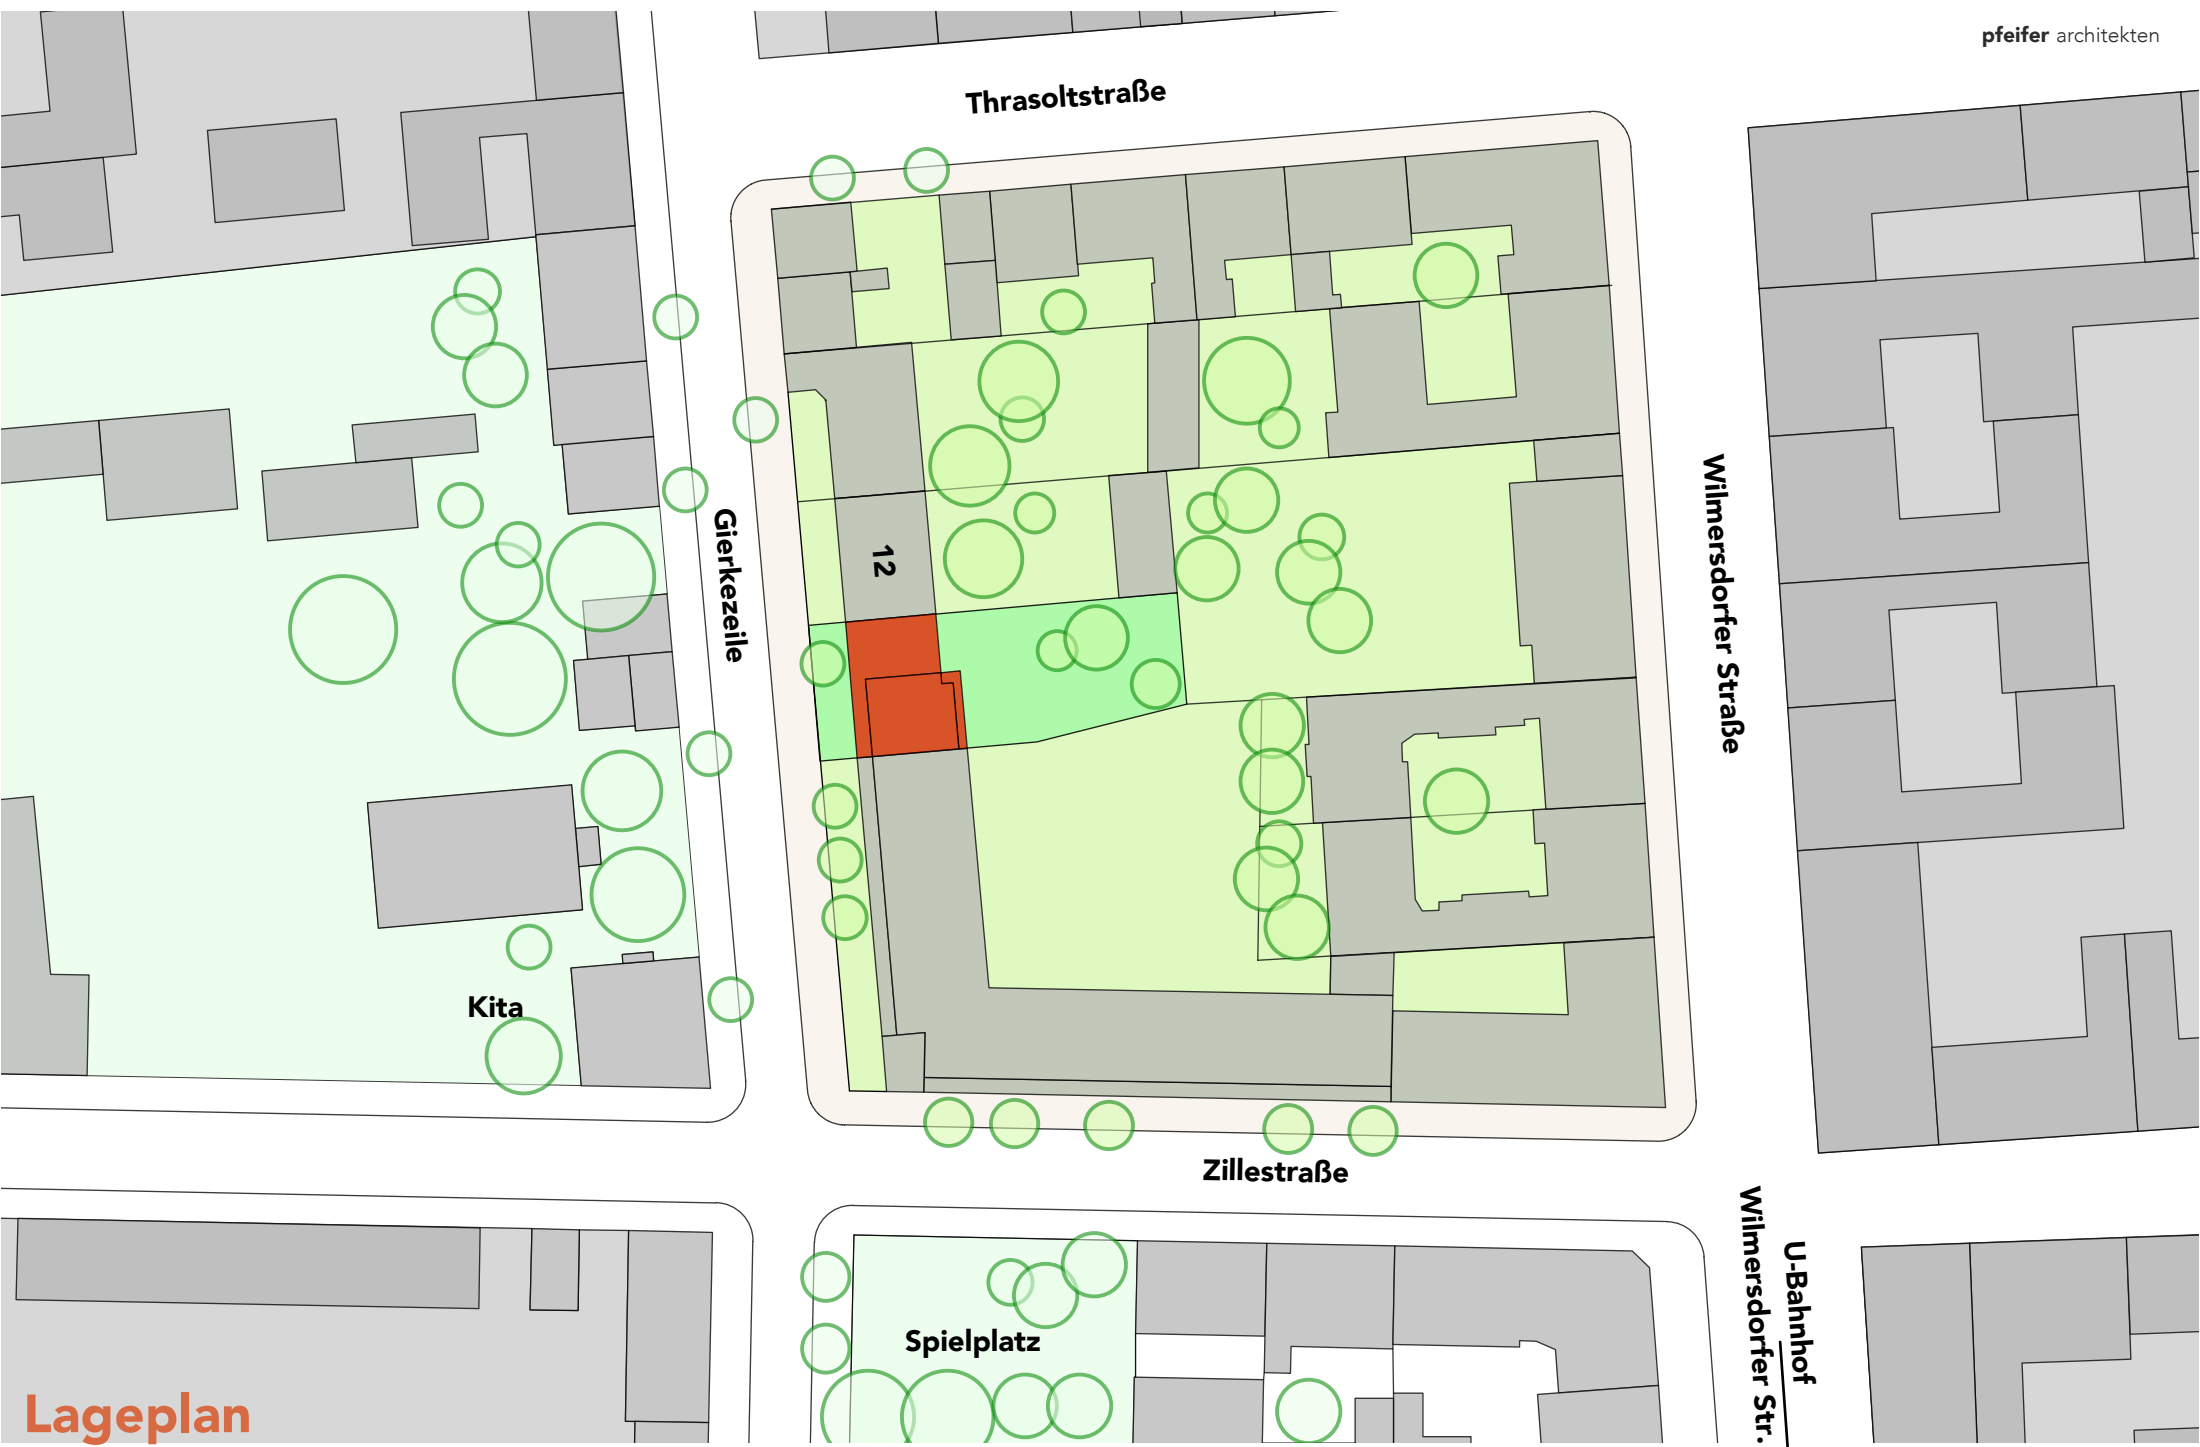 pfeifer architekten
Thrasoltstraße
Gierkezeile
12
Wilmersdorfer Straße
Kita
Zillestraße
Spielplatz
U-Bahnhof
Wilmersdorfer Str.
Lageplan